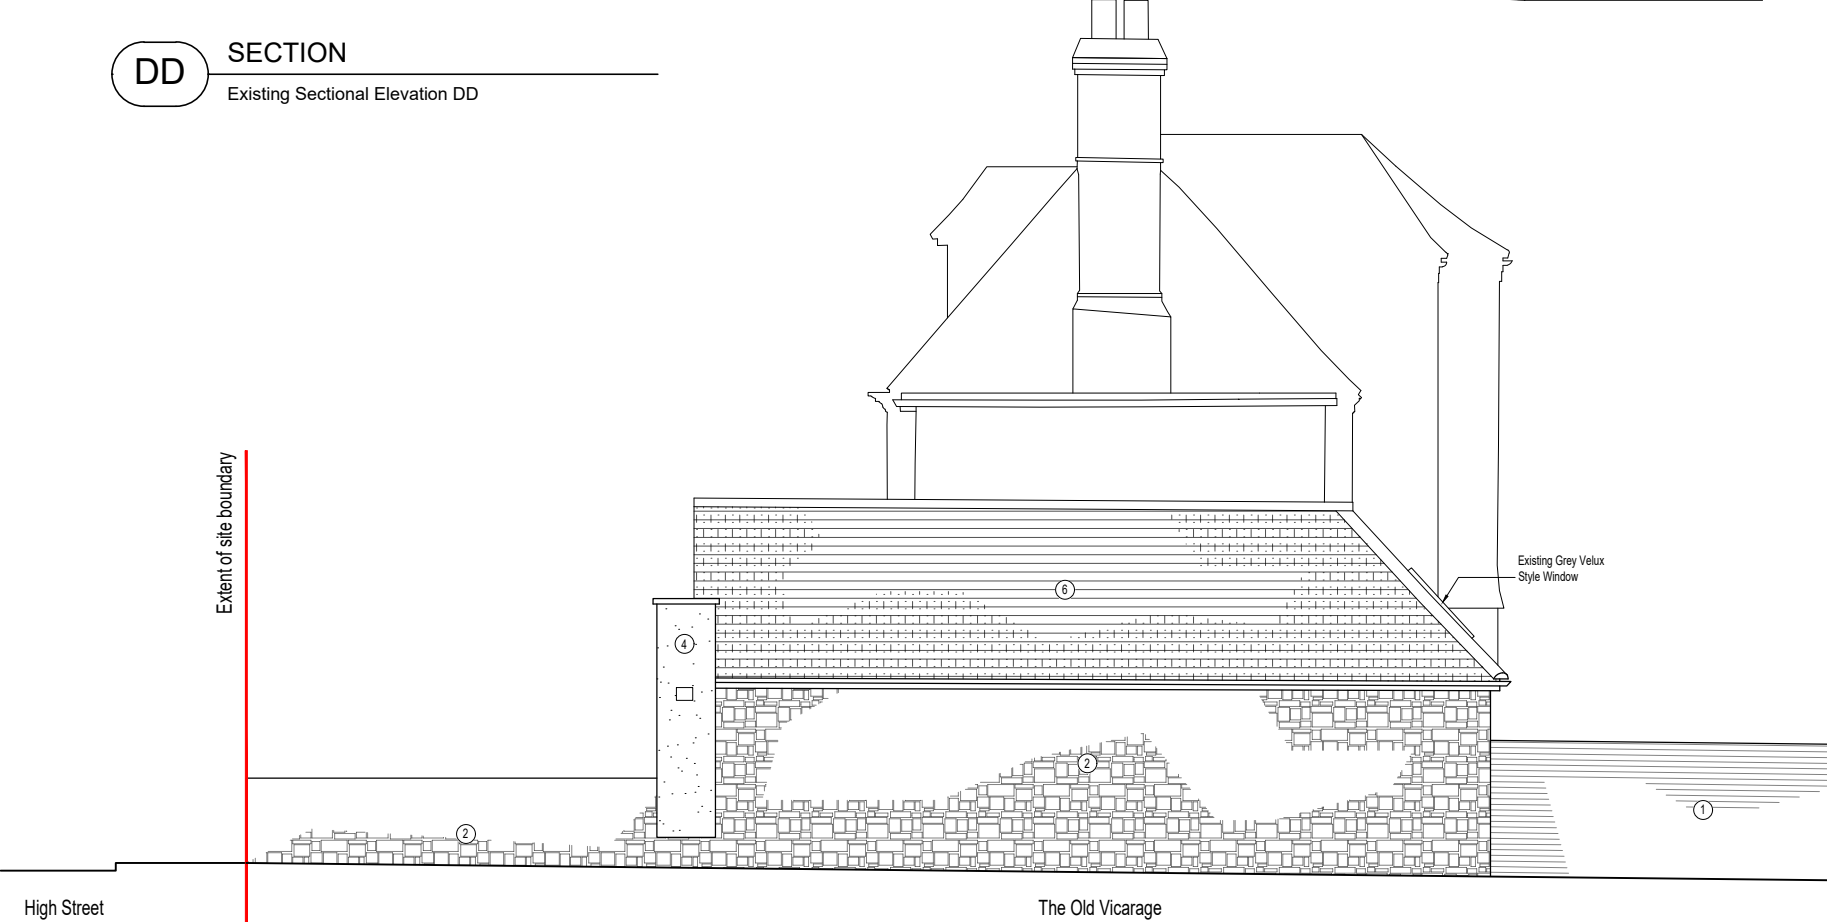 DD
SECTION
Existing Sectional Elevation DD
Extent of site boundary
Existing Grey Velux
Style Window
6
4
2
2
1
High Street
The Old Vicarage